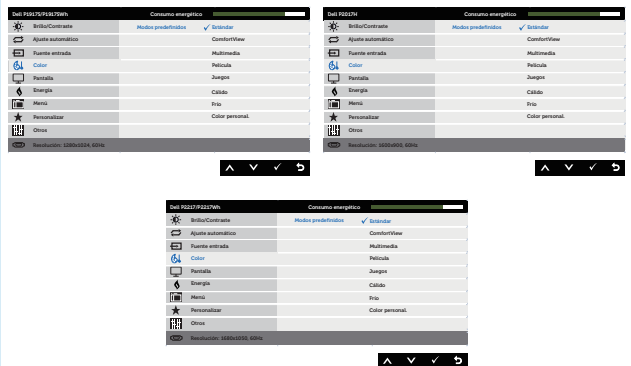 Dell P1917S/P1917SWh Consumo energético
Brillo/Contraste Modos predefinidos ✓ Estándar
Ajuste automático ComfortView
Fuente entrada Multimedia
Color Película
Pantalla Juegos
Energía Cálido
Menú Frío
Personalizar Color personal.
Otros
Resolución: 1280x1024, 60Hz
Dell P2017H Consumo energético
Brillo/Contraste Modos predefinidos ✓ Estándar
Ajuste automático ComfortView
Fuente entrada Multimedia
Color Película
Pantalla Juegos
Energía Cálido
Menú Frío
Personalizar Color personal.
Otros
Resolución: 1600x900, 60Hz
Dell P2217/P2217Wh Consumo energético
Brillo/Contraste Modos predefinidos ✓ Estándar
Ajuste automático ComfortView
Fuente entrada Multimedia
Color Película
Pantalla Juegos
Energía Cálido
Menú Frío
Personalizar Color personal.
Otros
Resolución: 1680x1050, 60Hz